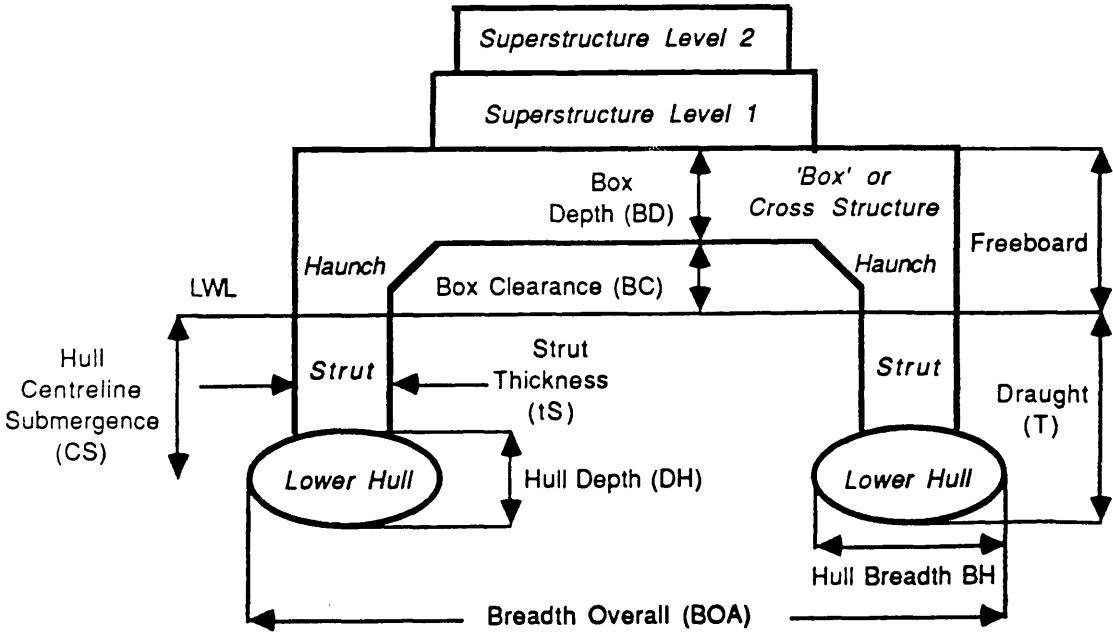 Superstructure Level 2
Superstructure Level 1
Box
Depth (BD)
'Box' or
Cross Structure
Freeboard
Haunch
Haunch
Box Clearance (BC)
LWL
Hull
Centreline
Submergence
(CS)
Strut
Strut
Thickness
(tS)
Strut
Draught
(T)
Lower Hull
Hull Depth (DH)
Lower Hull
Hull Breadth BH
Breadth Overall (BOA)